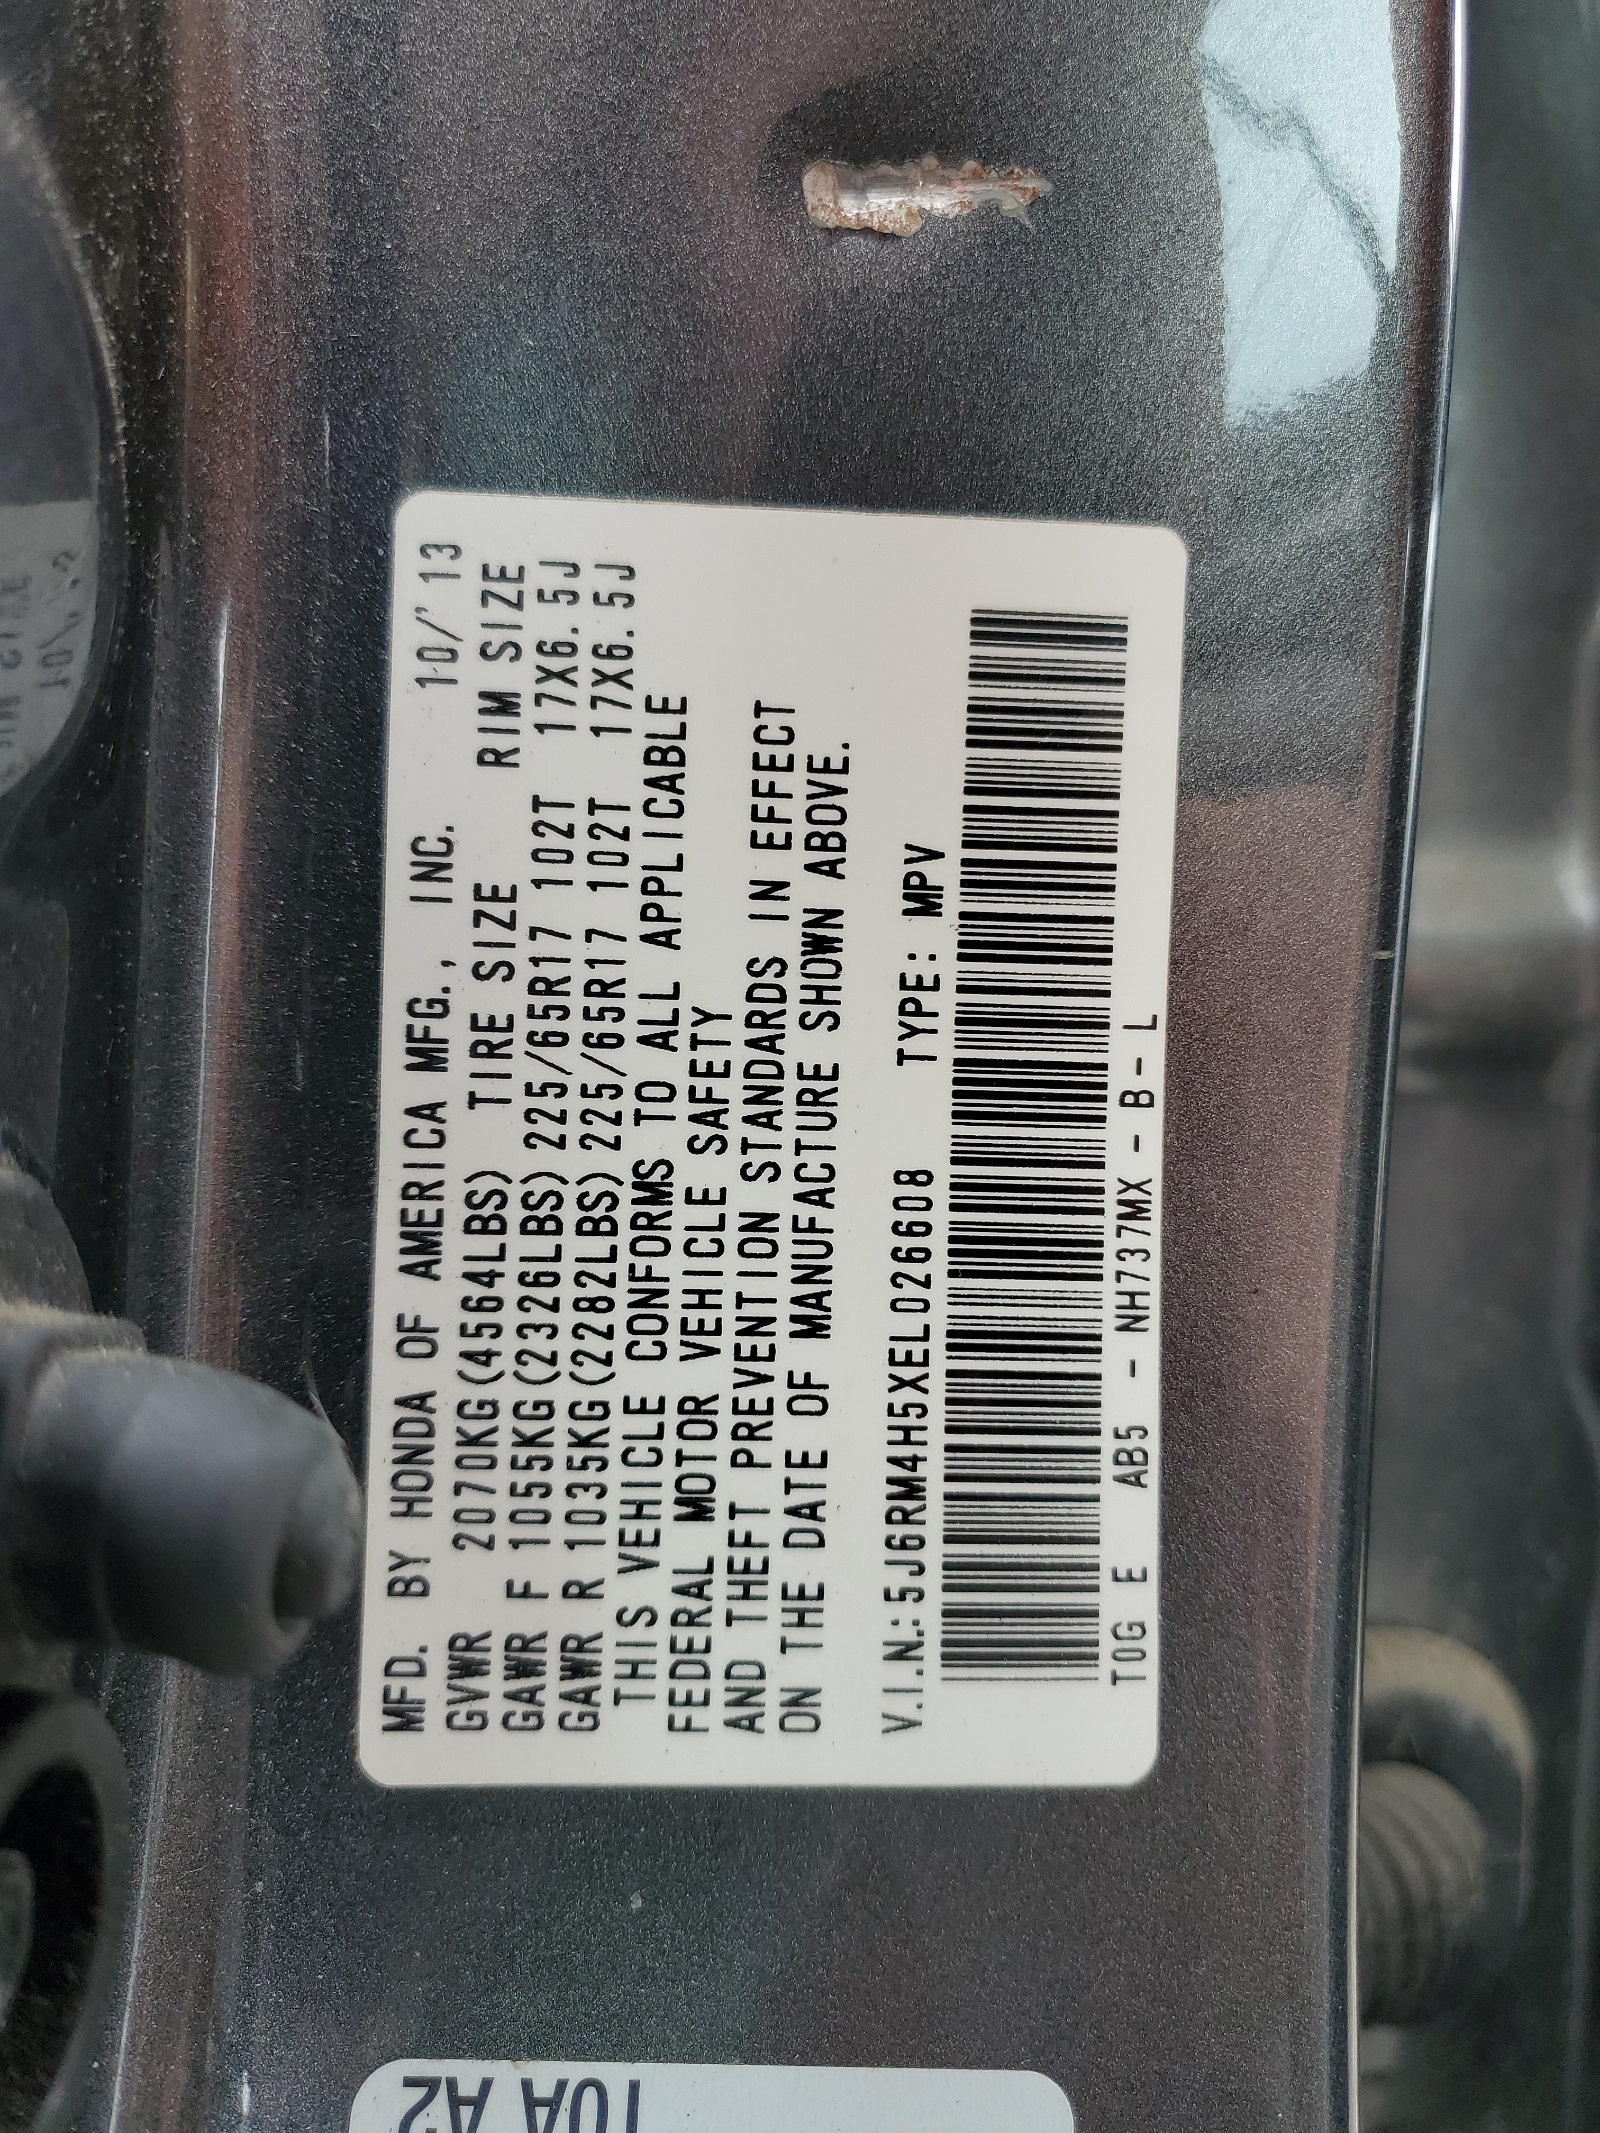 MFD. BY HONDA OF AMERICA MFG., INC. 10/'13
GVWR 2070KG(4564LBS) TIRE SIZE RIM SIZE
GAWR F 1055KG(2326LBS) 225/65R17 102T 17X6.5J
GAWR R 1035KG(2282LBS) 225/65R17 102T 17X6.5J
THIS VEHICLE CONFORMS TO ALL APPLICABLE
FEDERAL MOTOR VEHICLE SAFETY
AND THEFT PREVENTION STANDARDS IN EFFECT
ON THE DATE OF MANUFACTURE SHOWN ABOVE.
V.I.N.: 5J6RM4H5XEL026608 TYPE: MPV
T0G E AB5 - NH737MX - B - L
T0A A2